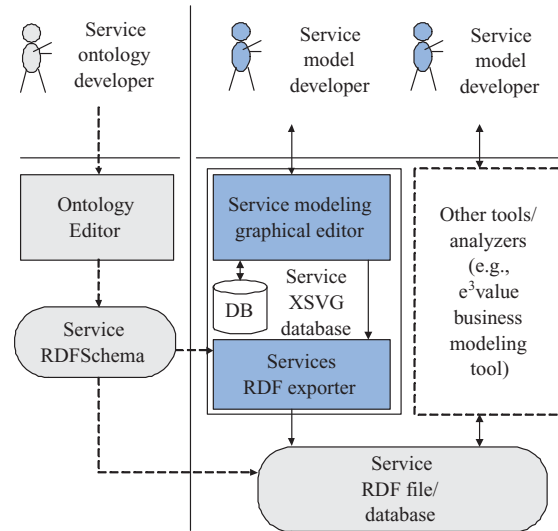 Service
ontology
developer
Service
model
developer
Service
model
developer
Ontology
Editor
Service modeling
graphical editor
Other tools/
analyzers
(e.g.,
e³value
business
modeling
tool)
DB
Service
XSVG
database
Service
RDFSchema
Services
RDF exporter
Service
RDF file/
database